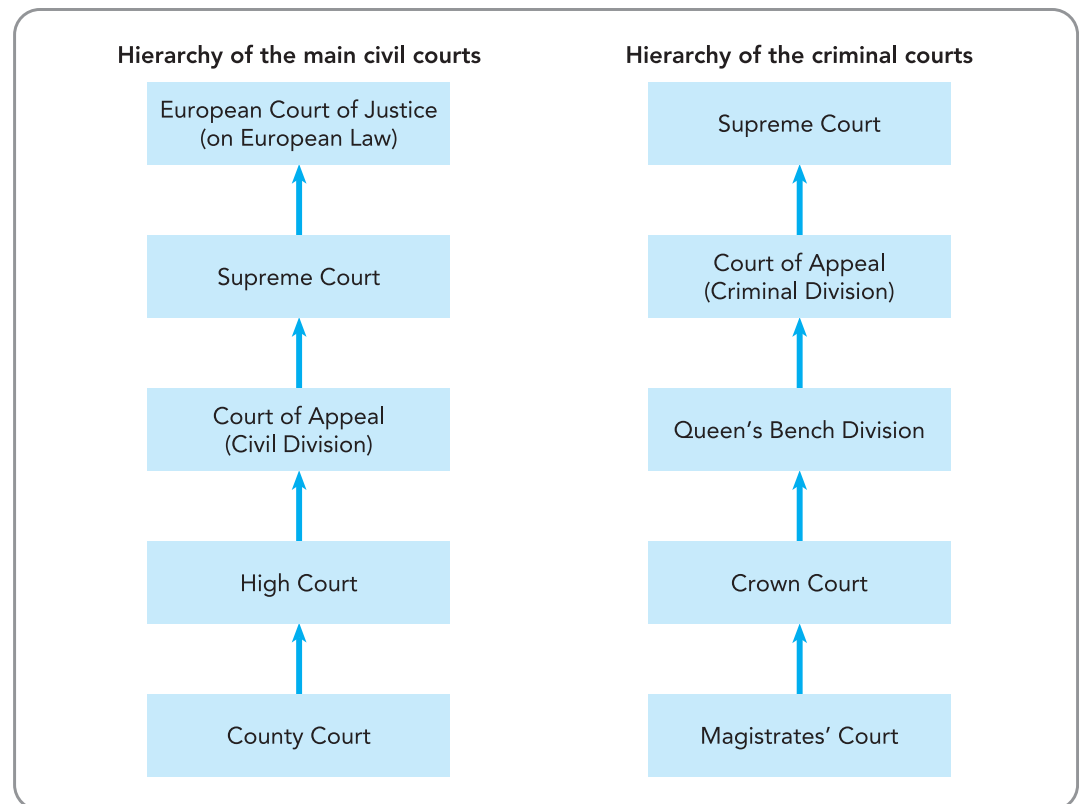 Hierarchy of the main civil courts
European Court of Justice
(on European Law)
Supreme Court
Court of Appeal
(Civil Division)
High Court
County Court
Hierarchy of the criminal courts
Supreme Court
Court of Appeal
(Criminal Division)
Queen’s Bench Division
Crown Court
Magistrates’ Court